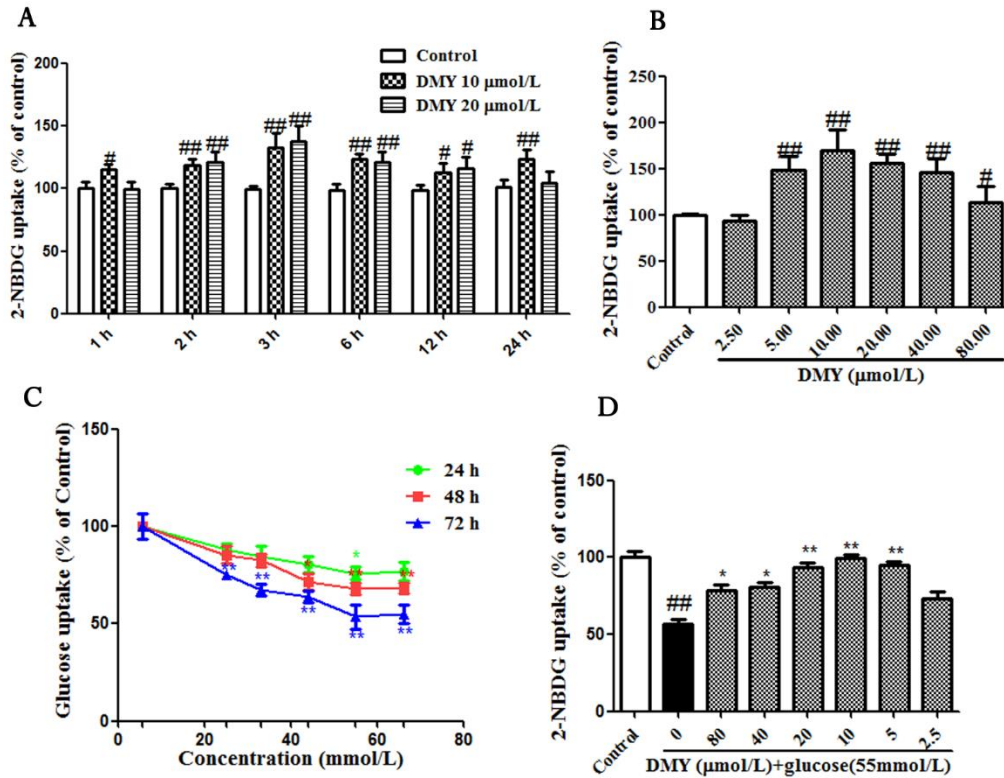 A
2-NBDG uptake (% of control)
200
150
100
50
0
Control
DMY 10 μmol/L
DMY 20 μmol/L
# ## ## ## ## ## ## # # ##
1 h 2 h 3 h 6 h 12 h 24 h
B
2-NBDG uptake (% of control)
300
250
200
150
100
50
0
## ## ## ## #
Control 2.50 5.00 10.00 20.00 40.00 80.00
DMY (μmol/L)
C
Glucose uptake (% of Control)
150
100
50
0
24 h
48 h
72 h
* ** **
** ** ** ** **
0 20 40 60 80
Concentration (mmol/L)
D
2-NBDG uptake (% of control)
150
100
50
0
## * * ** ** **
Control 0 80 40 20 10 5 2.5
DMY (μmol/L)+glucose(55mmol/L)